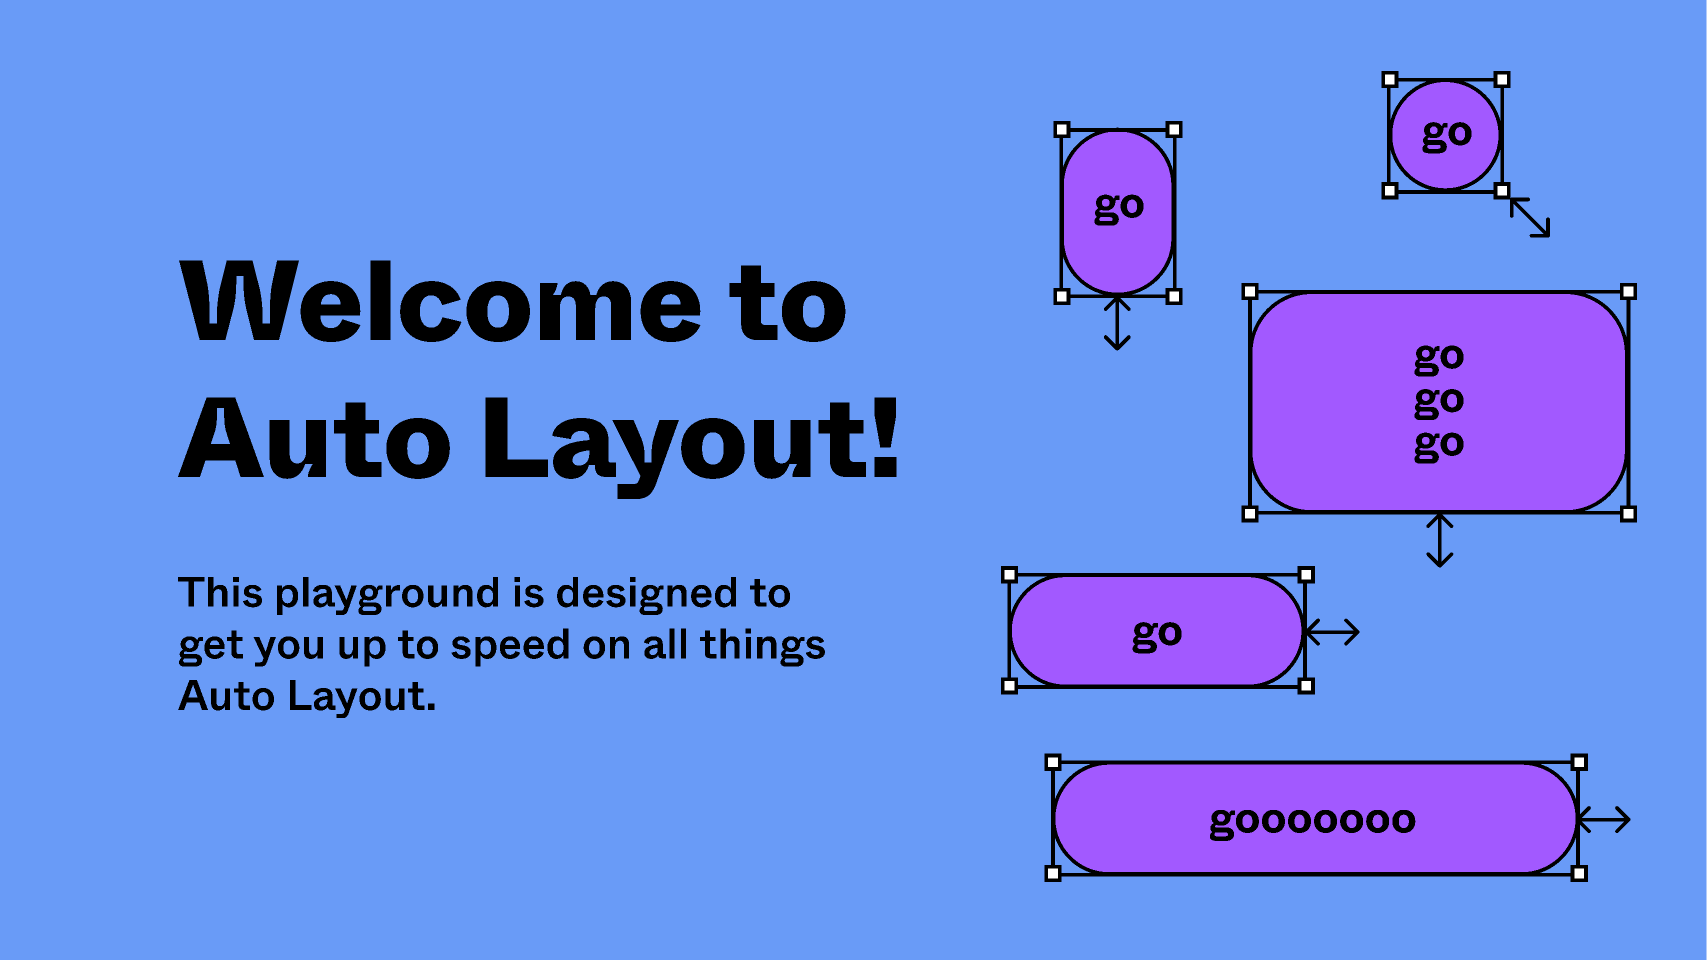 Welcome to
Auto Layout!
This playground is designed to
get you up to speed on all things
Auto Layout.
go
go
go
go
go
go
gooooooo